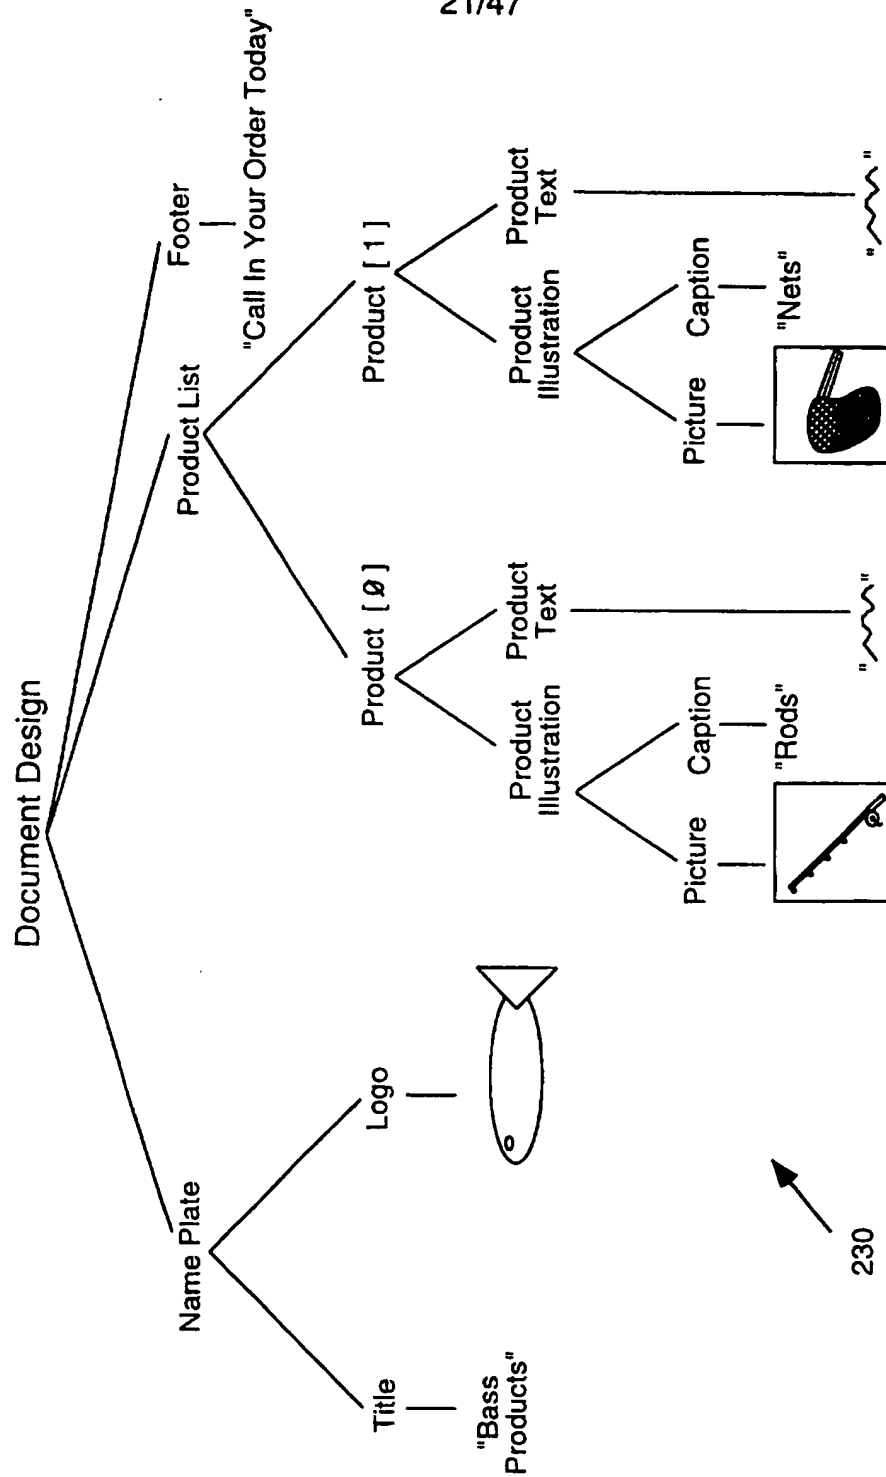 21/47
Document Design
Name Plate
Product List
Footer
"Call In Your Order Today"
Title
Logo
Product [0]
Product [1]
"Bass
Products"
Product
Illustration
Product
Text
Product
Illustration
Product
Text
Picture
Caption
Picture
Caption
"Rods"
"Nets"
" "
" "
230